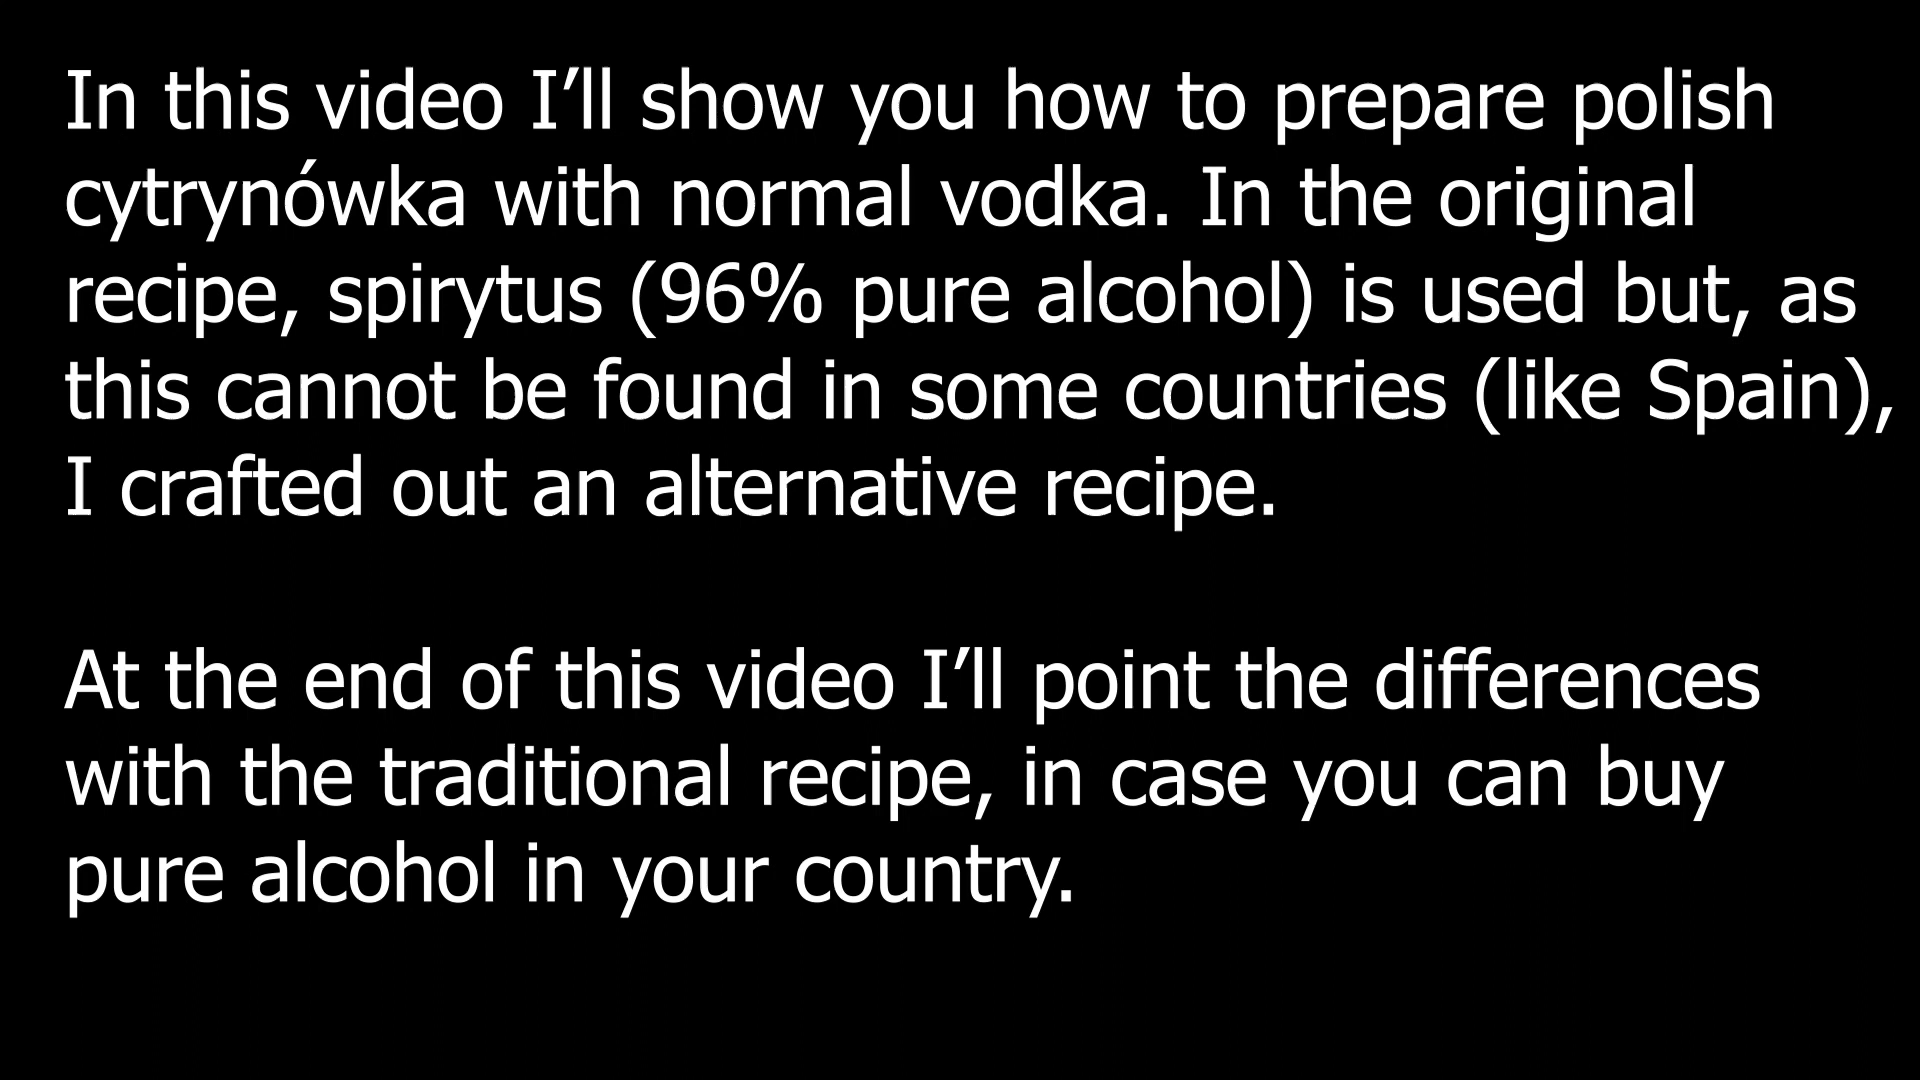 In this video I’ll show you how to prepare polish
cytrynówka with normal vodka. In the original
recipe, spirytus (96% pure alcohol) is used but, as
this cannot be found in some countries (like Spain),
I crafted out an alternative recipe.
At the end of this video I’ll point the differences
with the traditional recipe, in case you can buy
pure alcohol in your country.